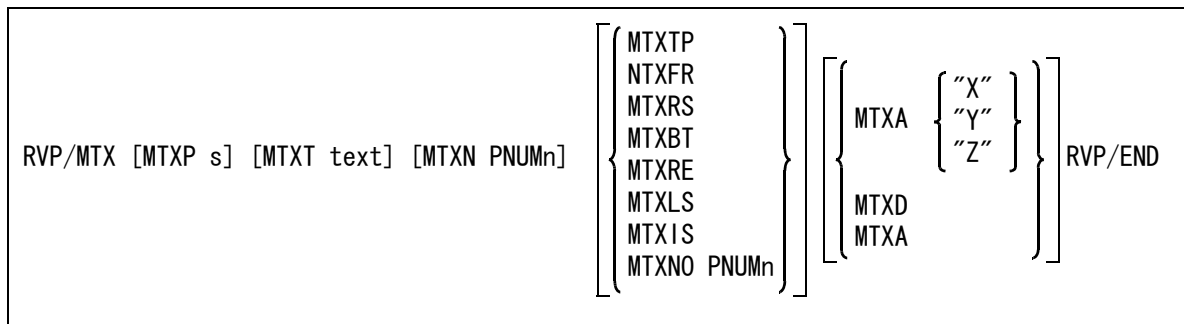 RVP/MTX [MTXP s] [MTXT text] [MTXN PNUMn]
MTXTP
NTXFR
MTXRS
MTXBT
MTXRE
MTXLS
MTXIS
MTXNO PNUMn
MTXA
"X"
"Y"
"Z"
MTXD
MTXA
RVP/END